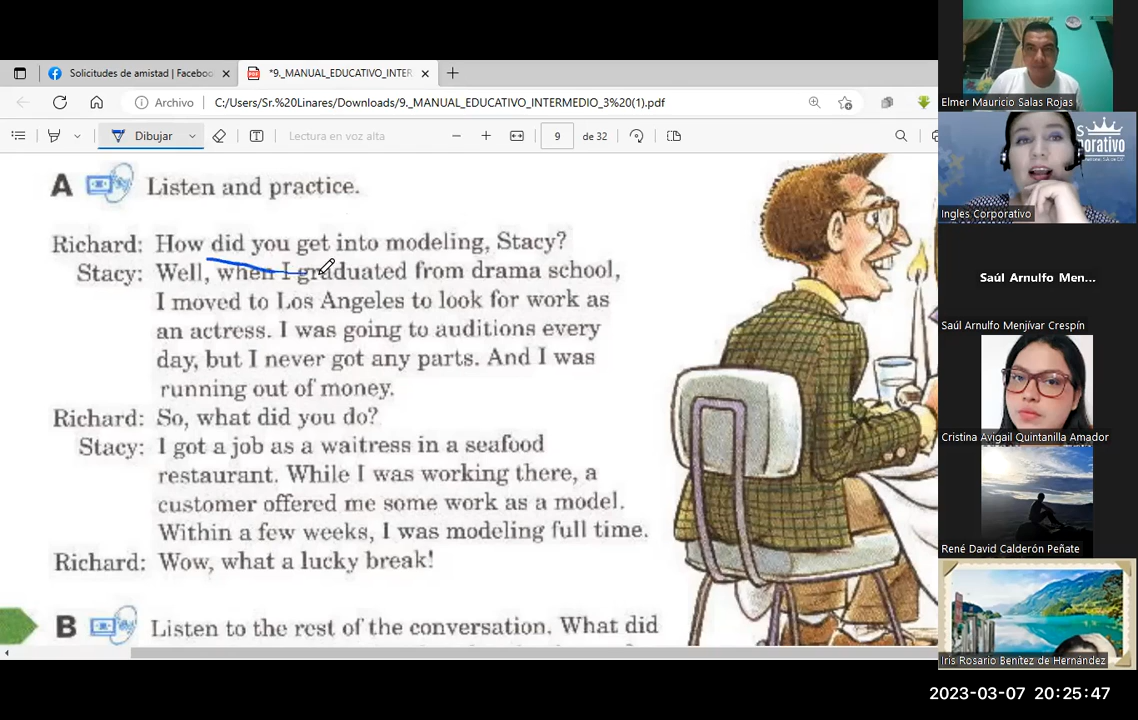 Solicitudes de amistad | Faceboo
*9._MANUAL_EDUCATIVO_INTER
Archivo
C:/Users/Sr.%20Linares/Downloads/9._MANUAL_EDUCATIVO_INTERMEDIO_3%20(1).pdf
Dibujar
Lectura en voz alta
9
de 32
A Listen and practice.
Richard: How did you get into modeling, Stacy?
Stacy: Well, when I graduated from drama school,
I moved to Los Angeles to look for work as
an actress. I was going to auditions every
day, but I never got any parts. And I was
running out of money.
Richard: So, what did you do?
Stacy: I got a job as a waitress in a seafood
restaurant. While I was working there, a
customer offered me some work as a model.
Within a few weeks, I was modeling full time.
Richard: Wow, what a lucky break!
B Listen to the rest of the conversation. What did
Elmer Mauricio Salas Rojas
S
porativo
Ingles Corporativo
Saúl Arnulfo Men...
Saúl Arnulfo Menjívar Crespín
Cristina Avigail Quintanilla Amador
René David Calderón Peñate
Iris Rosario Benítez de Hernández
2023-03-07 20:25:47